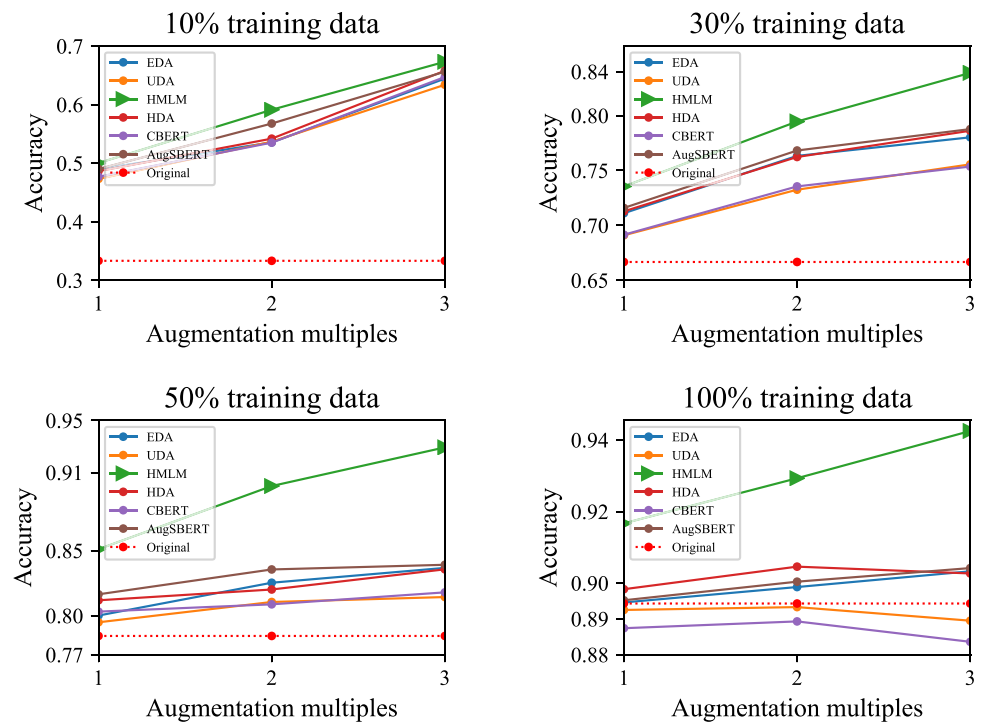 10% training data
0.7
0.6
0.5
0.4
0.3
Accuracy
EDA
UDA
HMLM
HDA
CBERT
AugSBERT
Original
1 2 3
Augmentation multiples
30% training data
0.84
0.80
0.75
0.70
0.65
Accuracy
EDA
UDA
HMLM
HDA
CBERT
AugSBERT
Original
1 2 3
Augmentation multiples
50% training data
0.95
0.91
0.85
0.80
0.77
Accuracy
EDA
UDA
HMLM
HDA
CBERT
AugSBERT
Original
1 2 3
Augmentation multiples
100% training data
0.94
0.92
0.90
0.89
0.88
Accuracy
EDA
UDA
HMLM
HDA
CBERT
AugSBERT
Original
1 2 3
Augmentation multiples